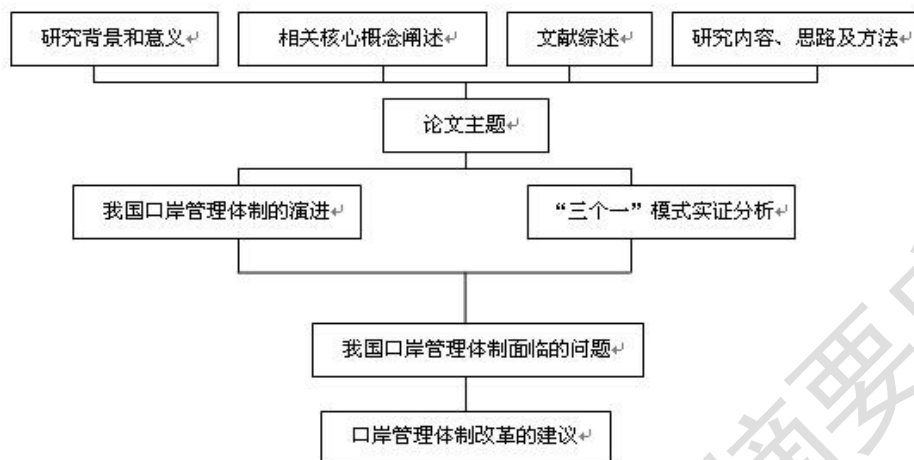 研究背景和意义
相关核心概念阐述
文献综述
研究内容、思路及方法
论文主题
我国口岸管理体制的演进
“三个一”模式实证分析
我国口岸管理体制面临的问题
口岸管理体制改革的建议
摘要